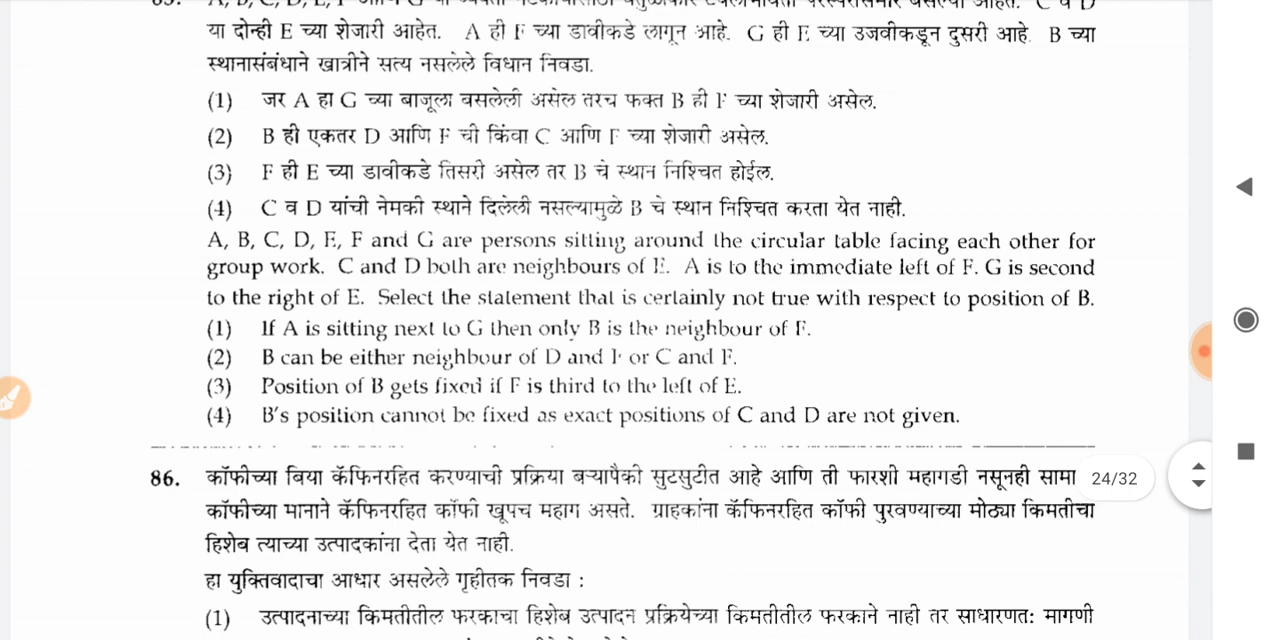 85. A, B, C, D, E, F आणि G या
C व D
या दोन्ही E च्या शेजारी आहेत. A ही F च्या डावीकडे लागून आहे. G ही E च्या उजवीकडून दुसरी आहे. B च्या
स्थानासंबंधाने खात्रीने सत्य नसलेले विधान निवडा.
(1) जर A हा G च्या बाजूला बसलेली असेल तरच फक्त B ही F च्या शेजारी असेल.
(2) B ही एकतर D आणि F ची किंवा C आणि F च्या शेजारी असेल.
(3) F ही E च्या डावीकडे तिसरी असेल तर B चे स्थान निश्चित होईल.
(4) C व D यांची नेमकी स्थाने दिलेली नसल्यामुळे B चे स्थान निश्चित करता येत नाही.
A, B, C, D, E, F and G are persons sitting around the circular table facing each other for
group work. C and D both are neighbours of E. A is to the immediate left of F. G is second
to the right of E. Select the statement that is certainly not true with respect to position of B.
(1) If A is sitting next to G then only B is the neighbour of F.
(2) B can be either neighbour of D and F or C and F.
(3) Position of B gets fixed if F is third to the left of E.
(4) B's position cannot be fixed as exact positions of C and D are not given.
86. कॉफीच्या बिया कॅफिनरहित करण्याची प्रक्रिया बऱ्यापैकी सुटसुटीत आहे आणि ती फारशी महागडी नसूनही सामा
24/32
कॉफीच्या मानाने कॅफिनरहित कॉफी खूपच महाग असते. ग्राहकांना कॅफिनरहित कॉफी पुरवण्याच्या मोठ्या किमतीचा
हिशेब त्याच्या उत्पादकांना देता येत नाही.
हा युक्तिवादाचा आधार असलेले गृहीतक निवडा :
(1) उत्पादनाच्या किमतीतील फरकाचा हिशेब उत्पादन प्रक्रियेच्या किमतीतील फरकाने नाही तर साधारणत: मागणी